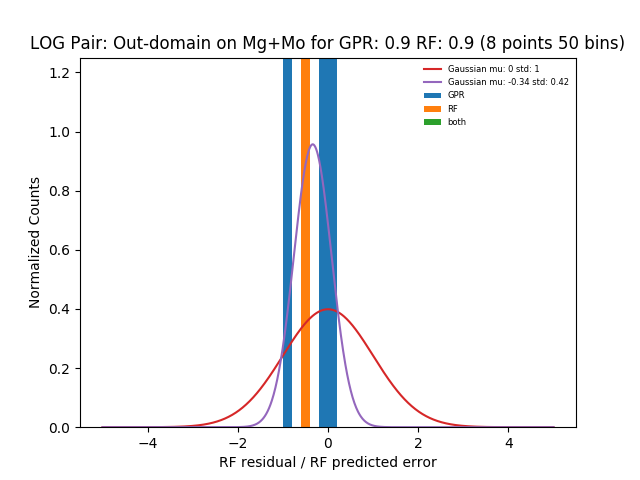 LOG Pair: Out-domain on Mg+Mo for GPR: 0.9 RF: 0.9 (8 points 50 bins)
Gaussian mu: 0 std: 1
Gaussian mu: -0.34 std: 0.42
GPR
RF
both
Normalized Counts
1.2
1.0
0.8
0.6
0.4
0.2
0.0
−4 −2 0 2 4
RF residual / RF predicted error